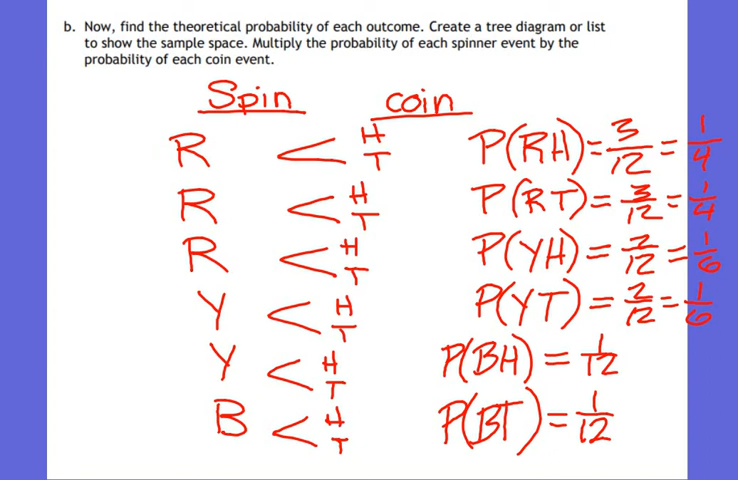 b. Now, find the theoretical probability of each outcome. Create a tree diagram or list
to show the sample space. Multiply the probability of each spinner event by the
probability of each coin event.
Spin coin
R < H T P(RH) = 3/12 = 1/4
R < H T P(RT) = 3/12 = 1/4
R < H T P(YH) = 2/12 = 1/6
Y < H T P(YT) = 2/12 = 1/6
Y < H T P(BH) = 1/12
B < H T P(BT) = 1/12